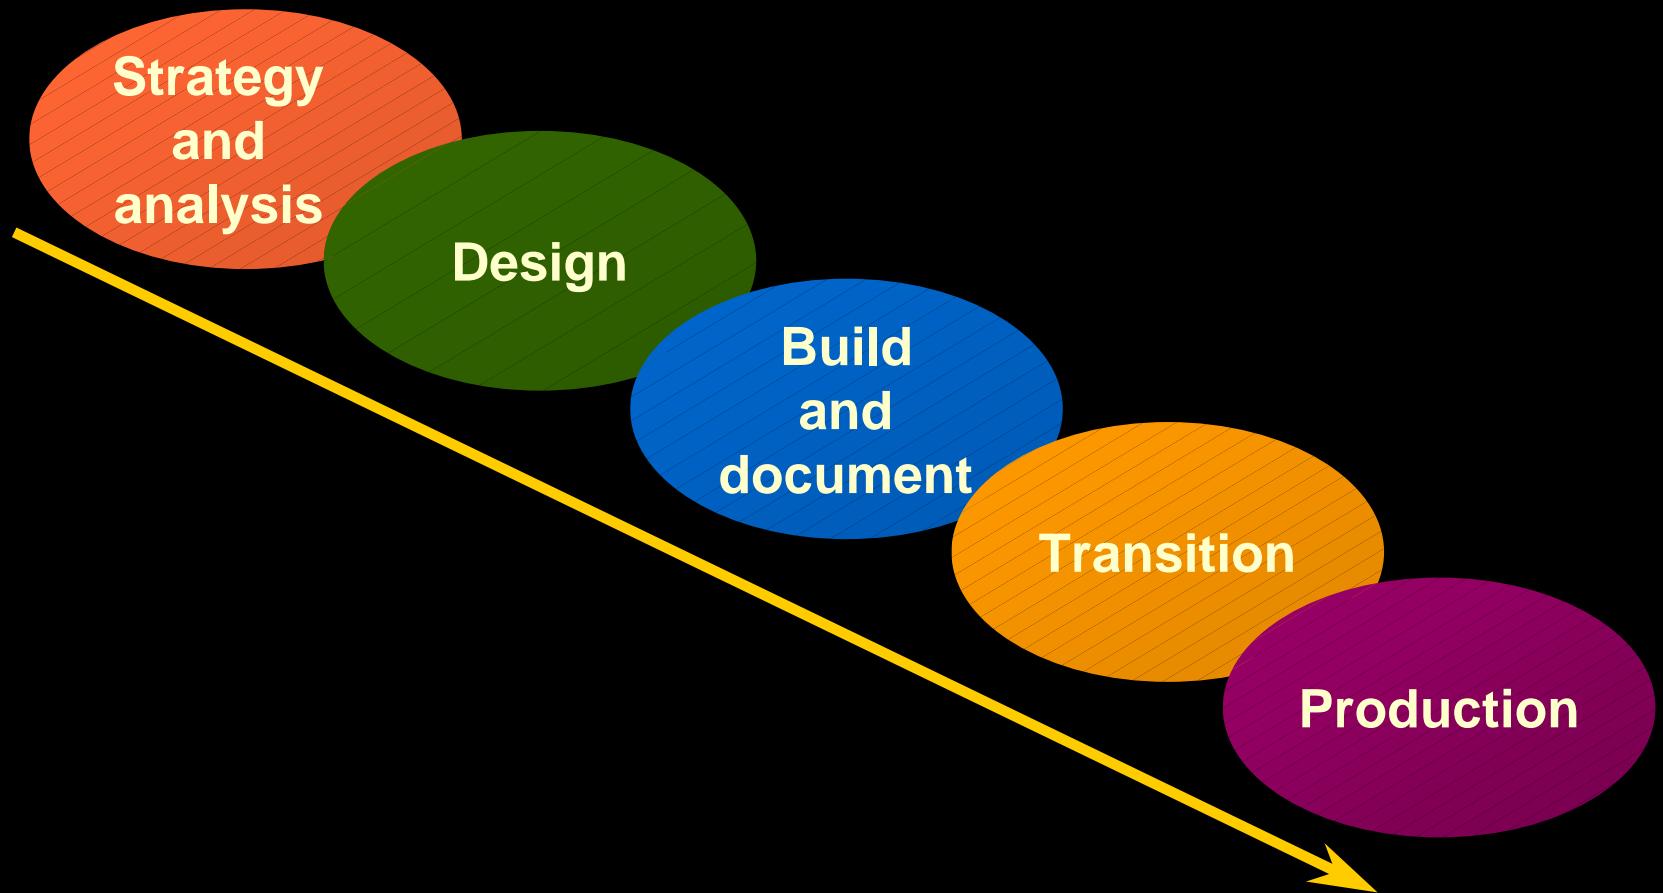 Strategy
and
analysis
Design
Build
and
document
Transition
Production